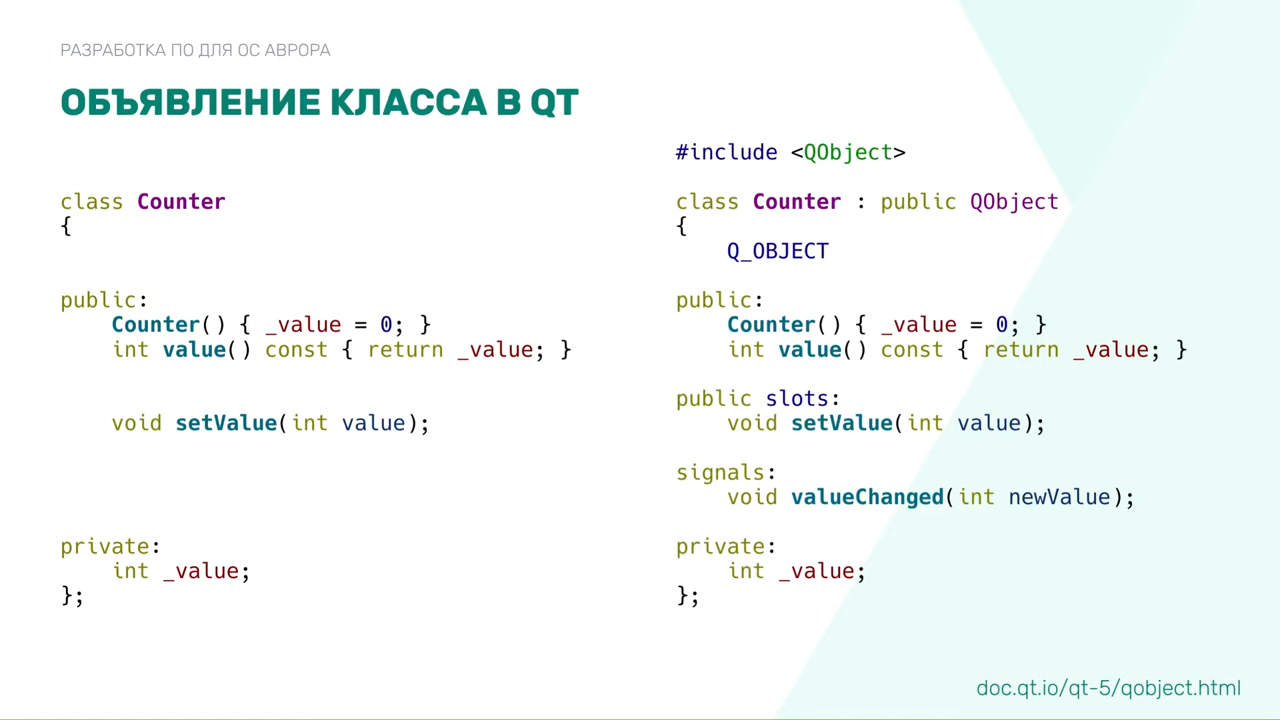 РАЗРАБОТКА ПО ДЛЯ ОС АВРОРА
ОБЪЯВЛЕНИЕ КЛАССА В QT
class Counter
{
public:
    Counter() { _value = 0; }
    int value() const { return _value; }
    void setValue(int value);
private:
    int _value;
};
#include <QObject>
class Counter : public QObject
{
    Q_OBJECT
public:
    Counter() { _value = 0; }
    int value() const { return _value; }
public slots:
    void setValue(int value);
signals:
    void valueChanged(int newValue);
private:
    int _value;
};
doc.qt.io/qt-5/qobject.html